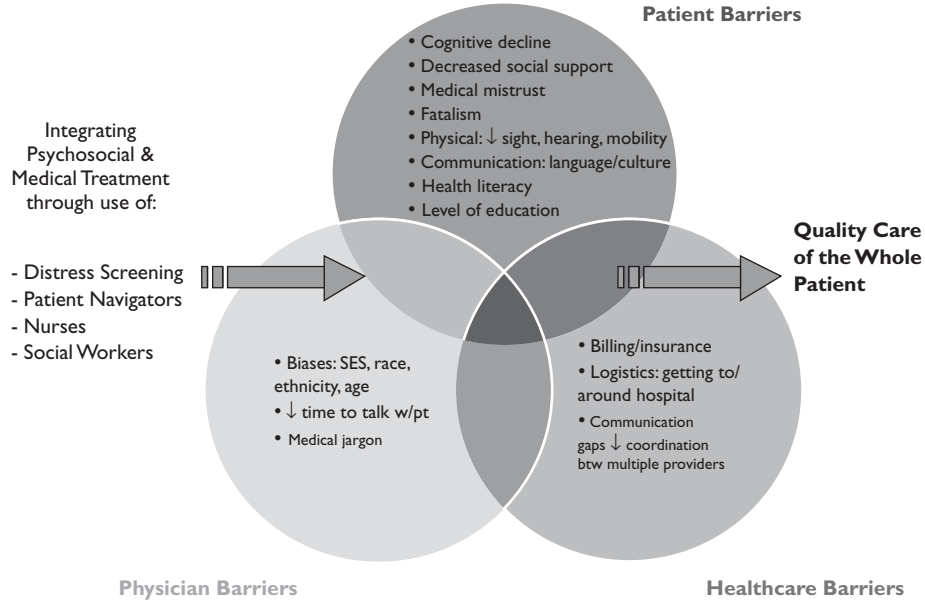 Patient Barriers
• Cognitive decline
• Decreased social support
• Medical mistrust
• Fatalism
• Physical: ↓ sight, hearing, mobility
• Communication: language/culture
• Health literacy
• Level of education
Integrating
Psychosocial &
Medical Treatment
through use of:
- Distress Screening
- Patient Navigators
- Nurses
- Social Workers
Quality Care
of the Whole
Patient
• Biases: SES, race,
ethnicity, age
• ↓ time to talk w/pt
• Medical jargon
• Billing/insurance
• Logistics: getting to/
around hospital
• Communication
gaps ↓ coordination
btw multiple providers
Physician Barriers
Healthcare Barriers